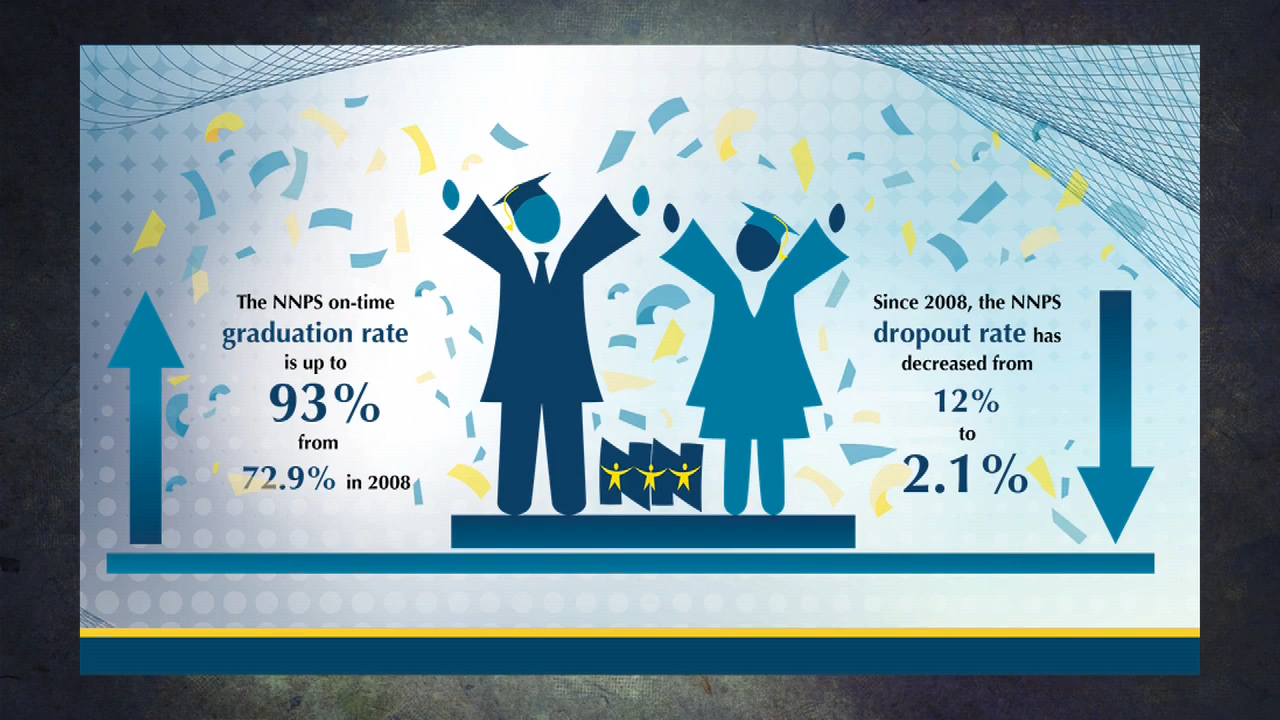 The NNPS on-time
graduation rate
is up to
93%
from
72.9% in 2008
NN
Since 2008, the NNPS
dropout rate has
decreased from
12%
to
2.1%